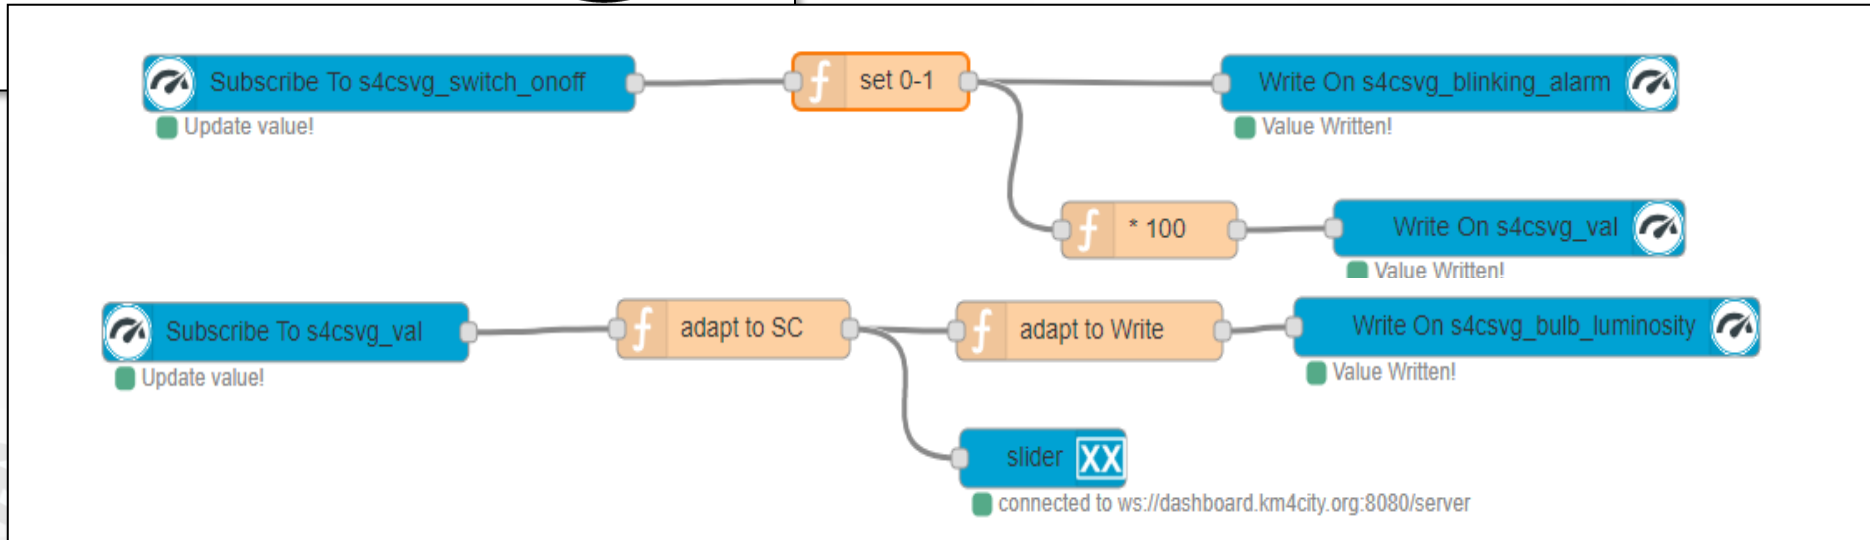 Subscribe To s4csvg_switch_onoff
set 0-1
Write On s4csvg_blinking_alarm
Update value!
Value Written!
* 100
Write On s4csvg_val
Value Written!
Subscribe To s4csvg_val
adapt to SC
adapt to Write
Write On s4csvg_bulb_luminosity
Update value!
Value Written!
slider XX
connected to ws://dashboard.km4city.org:8080/server